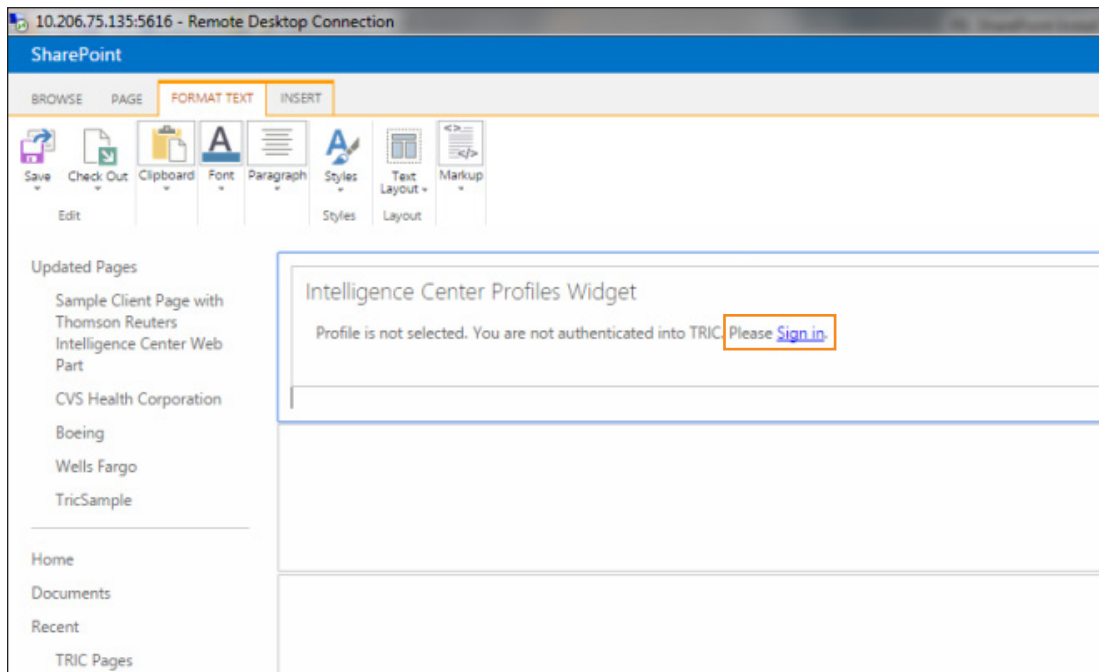 10.206.75.135:5616 - Remote Desktop Connection
SharePoint
BROWSE PAGE FORMAT TEXT INSERT
Save Check Out Clipboard Font Paragraph Styles Text Layout Markup
Edit Styles Layout
Updated Pages
Sample Client Page with
Thomson Reuters
Intelligence Center Web
Part
CVS Health Corporation
Boeing
Wells Fargo
TricSample
Home
Documents
Recent
TRIC Pages
Intelligence Center Profiles Widget
Profile is not selected. You are not authenticated into TRIC. Please Sign in.